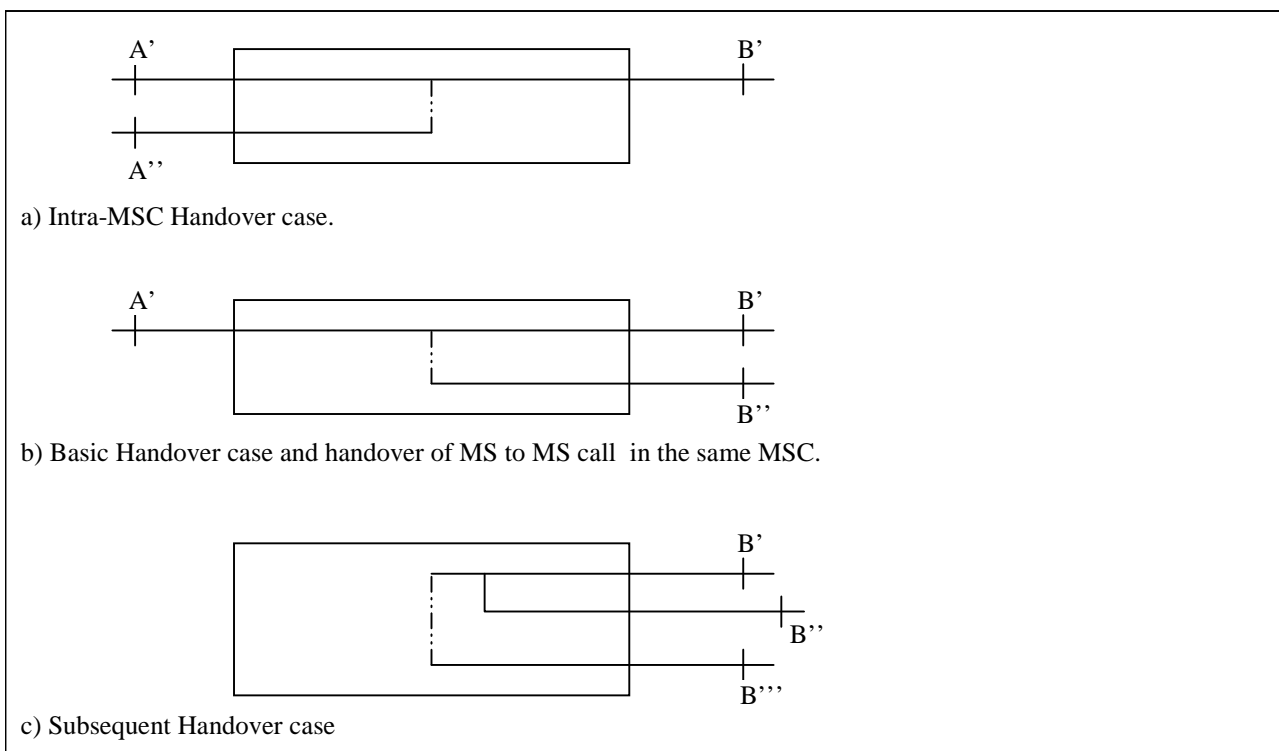 A’ B’
A’’
a) Intra-MSC Handover case.
A’ B’
B’’
b) Basic Handover case and handover of MS to MS call in the same MSC.
B’
B’’
B’’’
c) Subsequent Handover case